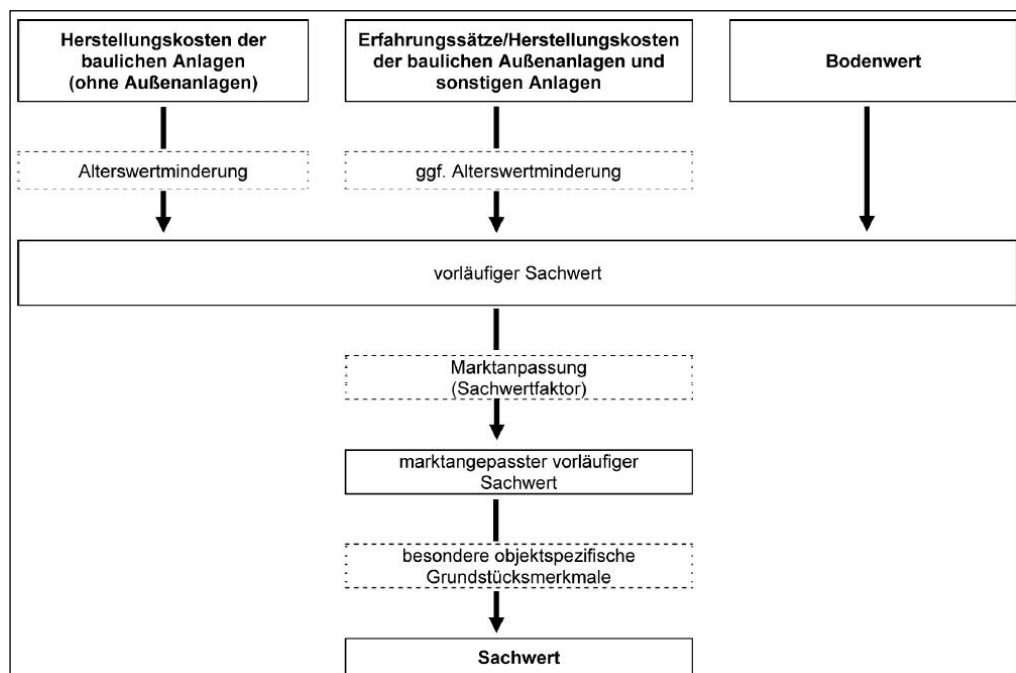 Herstellungskosten der
baulichen Anlagen
(ohne Außenanlagen)
Erfahrungssätze/Herstellungskosten
der baulichen Außenanlagen und
sonstigen Anlagen
Bodenwert
Alterswertminderung
ggf. Alterswertminderung
vorläufiger Sachwert
Marktanpassung
(Sachwertfaktor)
marktangepasster vorläufiger
Sachwert
besondere objektspezifische
Grundstücksmerkmale
Sachwert